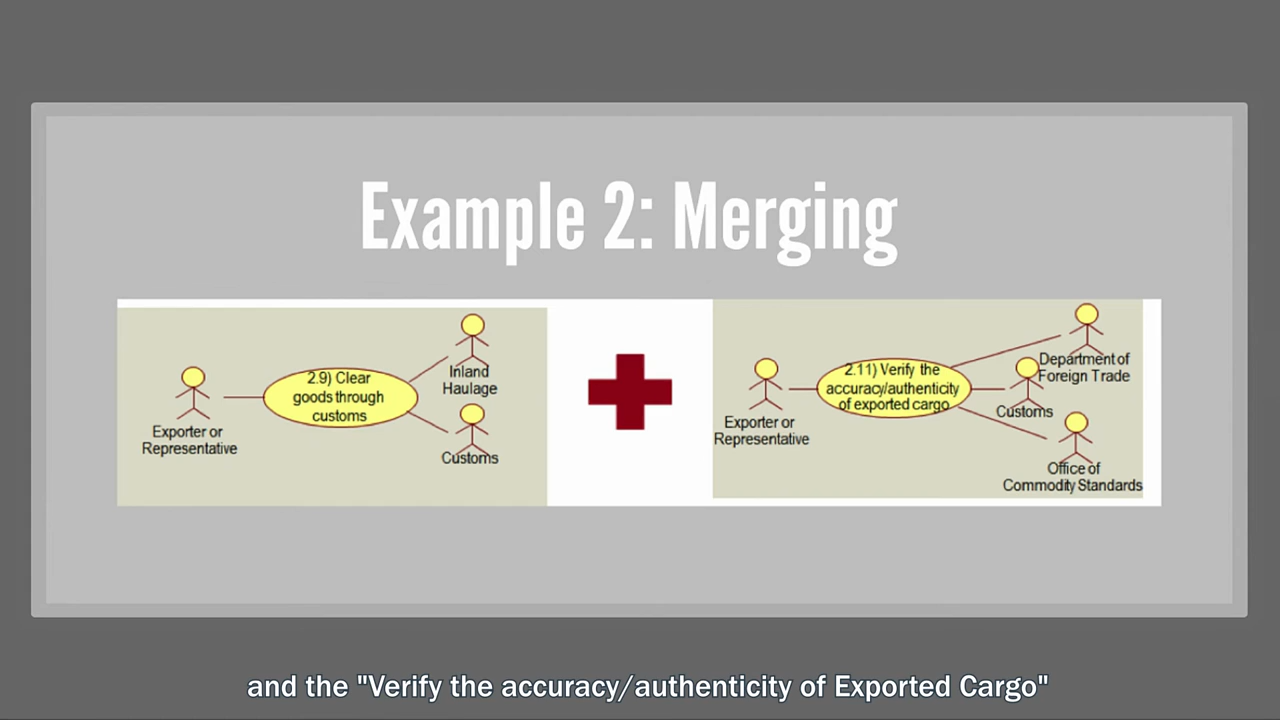 Example 2: Merging
Inland
Haulage
2.9) Clear
goods through
customs
Exporter or
Representative
Customs
Department of
Foreign Trade
2.11) Verify the
accuracy/authenticity
of exported cargo
Customs
Exporter or
Representative
Office of
Commodity Standards
and the "Verify the accuracy/authenticity of Exported Cargo"